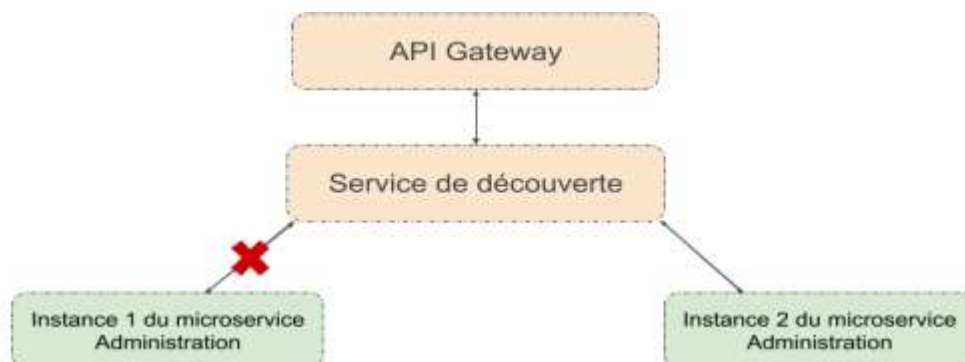 API Gateway
Service de découverte
Instance 1 du microservice
Administration
Instance 2 du microservice
Administration